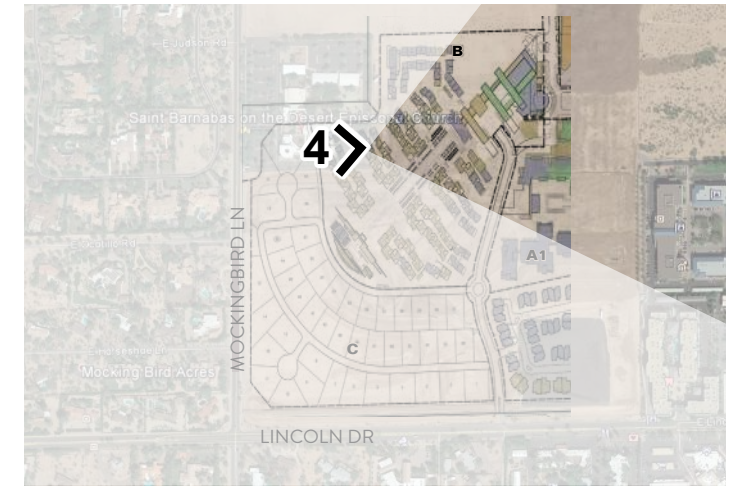 E Judson Rd
B
Saint Barnabas on the Desert Episcopal Church
4
MOCKINGBIRD LN
A1
C
Mocking Bird Acres
LINCOLN DR